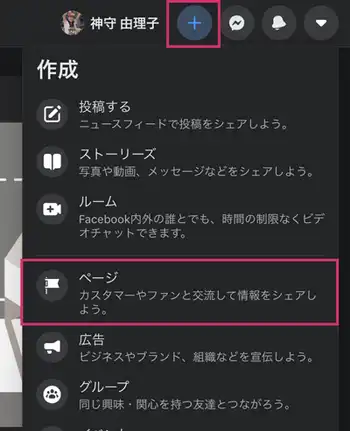 神守 由理子
作成
投稿する
ニュースフィードで投稿をシェアしよう。
ストーリーズ
写真や動画、メッセージなどをシェアしよう。
ルーム
Facebook内外の誰とでも、時間の制限なくビデ
オチャットできます。
ページ
カスタマーやファンと交流して情報をシェアし
よう。
広告
ビジネスやブランド、組織などを宣伝しよう。
グループ
同じ興味・関心を持つ友達とつながろう。